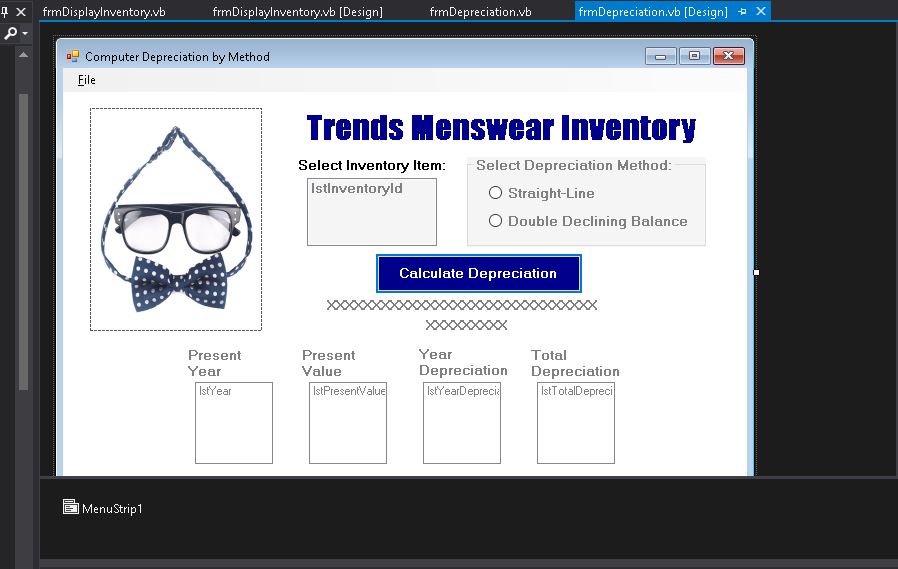 frmDisplayInventory.vb frmDisplayInventory.vb [Design] frmDepreciation.vb frmDepreciation.vb [Design]
Computer Depreciation by Method
File
Trends Menswear Inventory
Select Inventory Item: Select Depreciation Method:
lstInventoryId
Straight-Line
Double Declining Balance
Calculate Depreciation
XXXXXXXXXXXXXXXXXXXXXXXXXXXXXX
XXXXXXXXXX
Present Year
Present Value
Year Depreciation
Total Depreciation
lstYear lstPresentValue lstYearDeprecia lstTotalDepreci
MenuStrip1